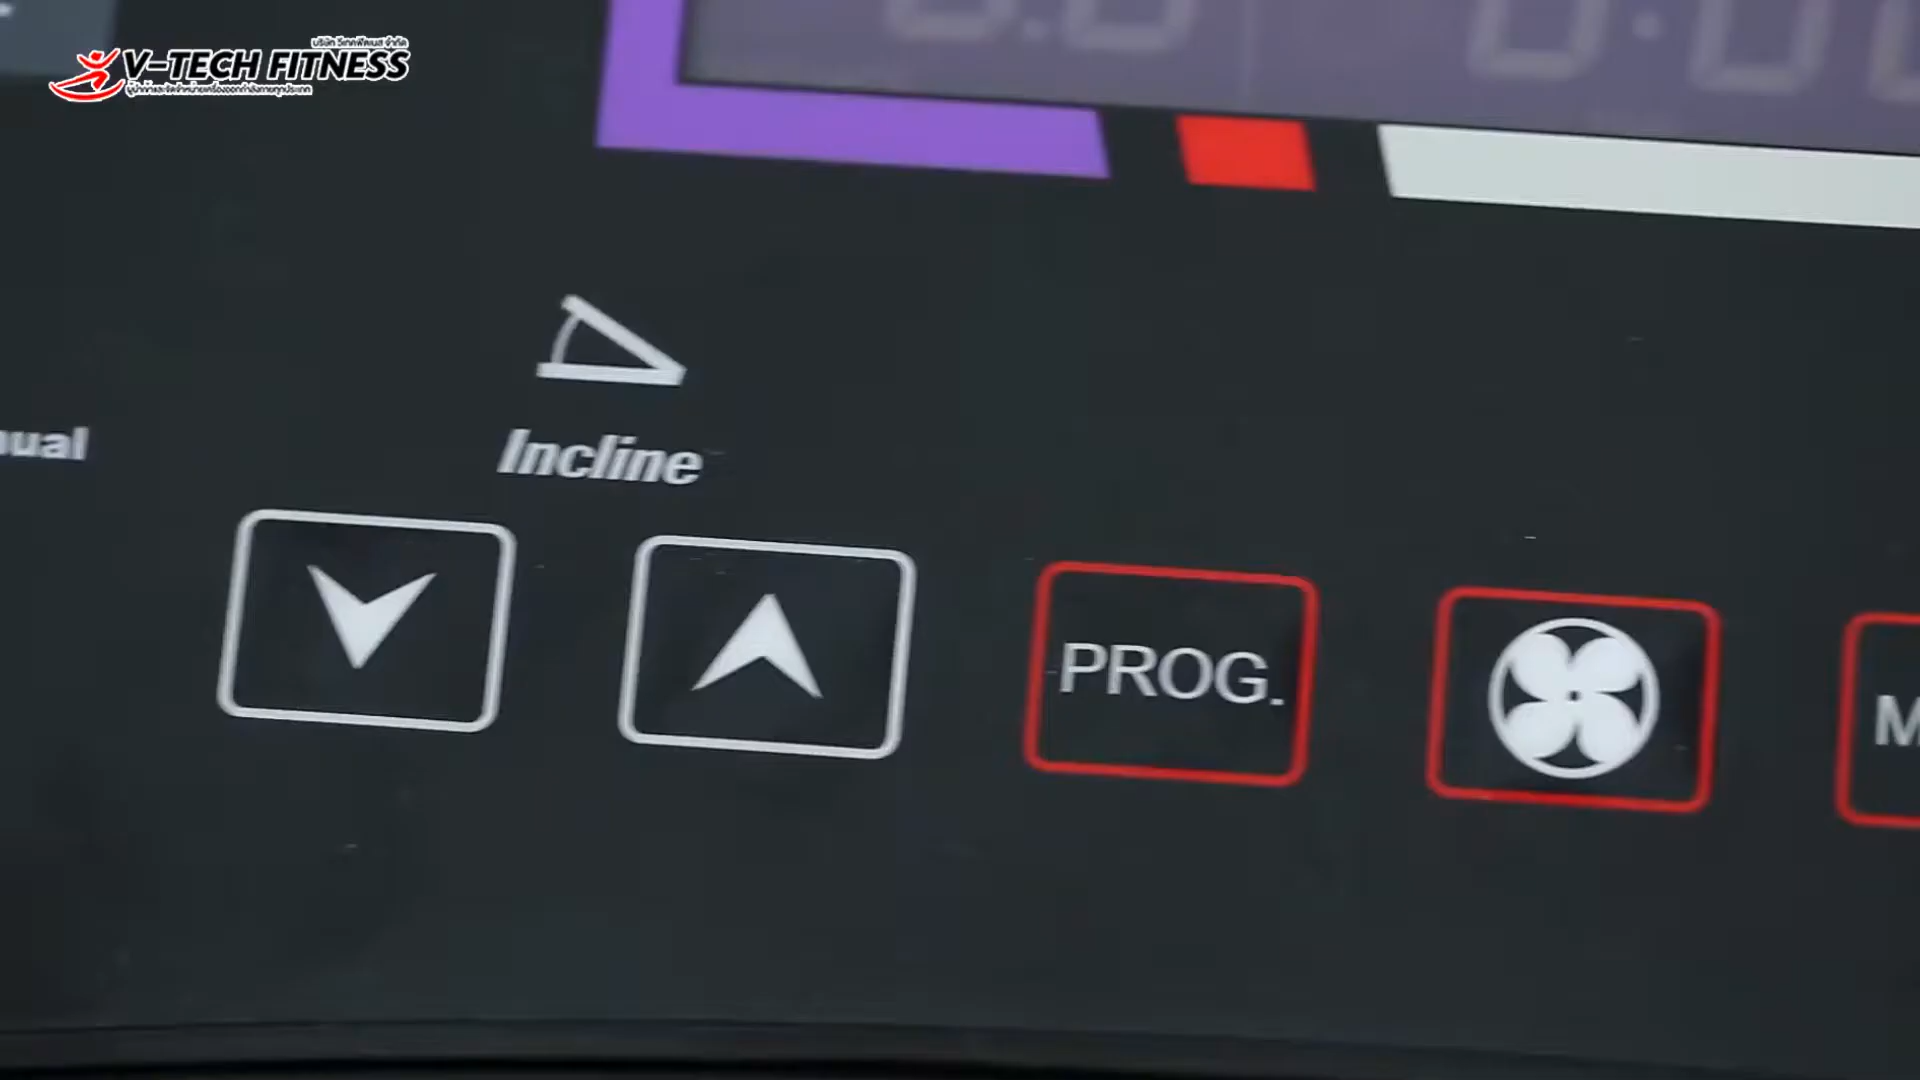 บริษัท วีเทคฟิตเนส จำกัด
V-TECH FITNESS
ผู้นำเข้าและจัดจำหน่ายเครื่องออกกำลังกายทุกประเภท
Incline
PROG.